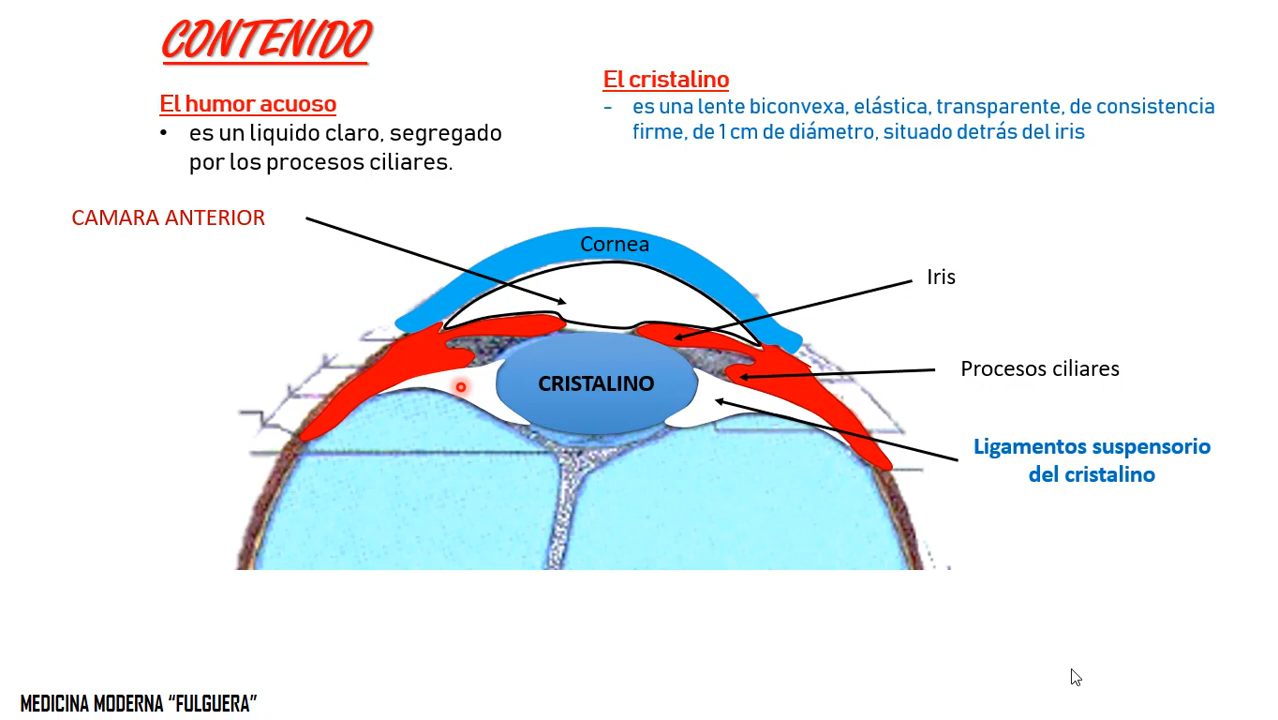 CONTENIDO
El humor acuoso
• es un liquido claro, segregado
por los procesos ciliares.
El cristalino
- es una lente biconvexa, elástica, transparente, de consistencia
firme, de 1 cm de diámetro, situado detrás del iris
CAMARA ANTERIOR
Cornea
Iris
Procesos ciliares
CRISTALINO
Ligamentos suspensorio
del cristalino
MEDICINA MODERNA “FULGUERA”